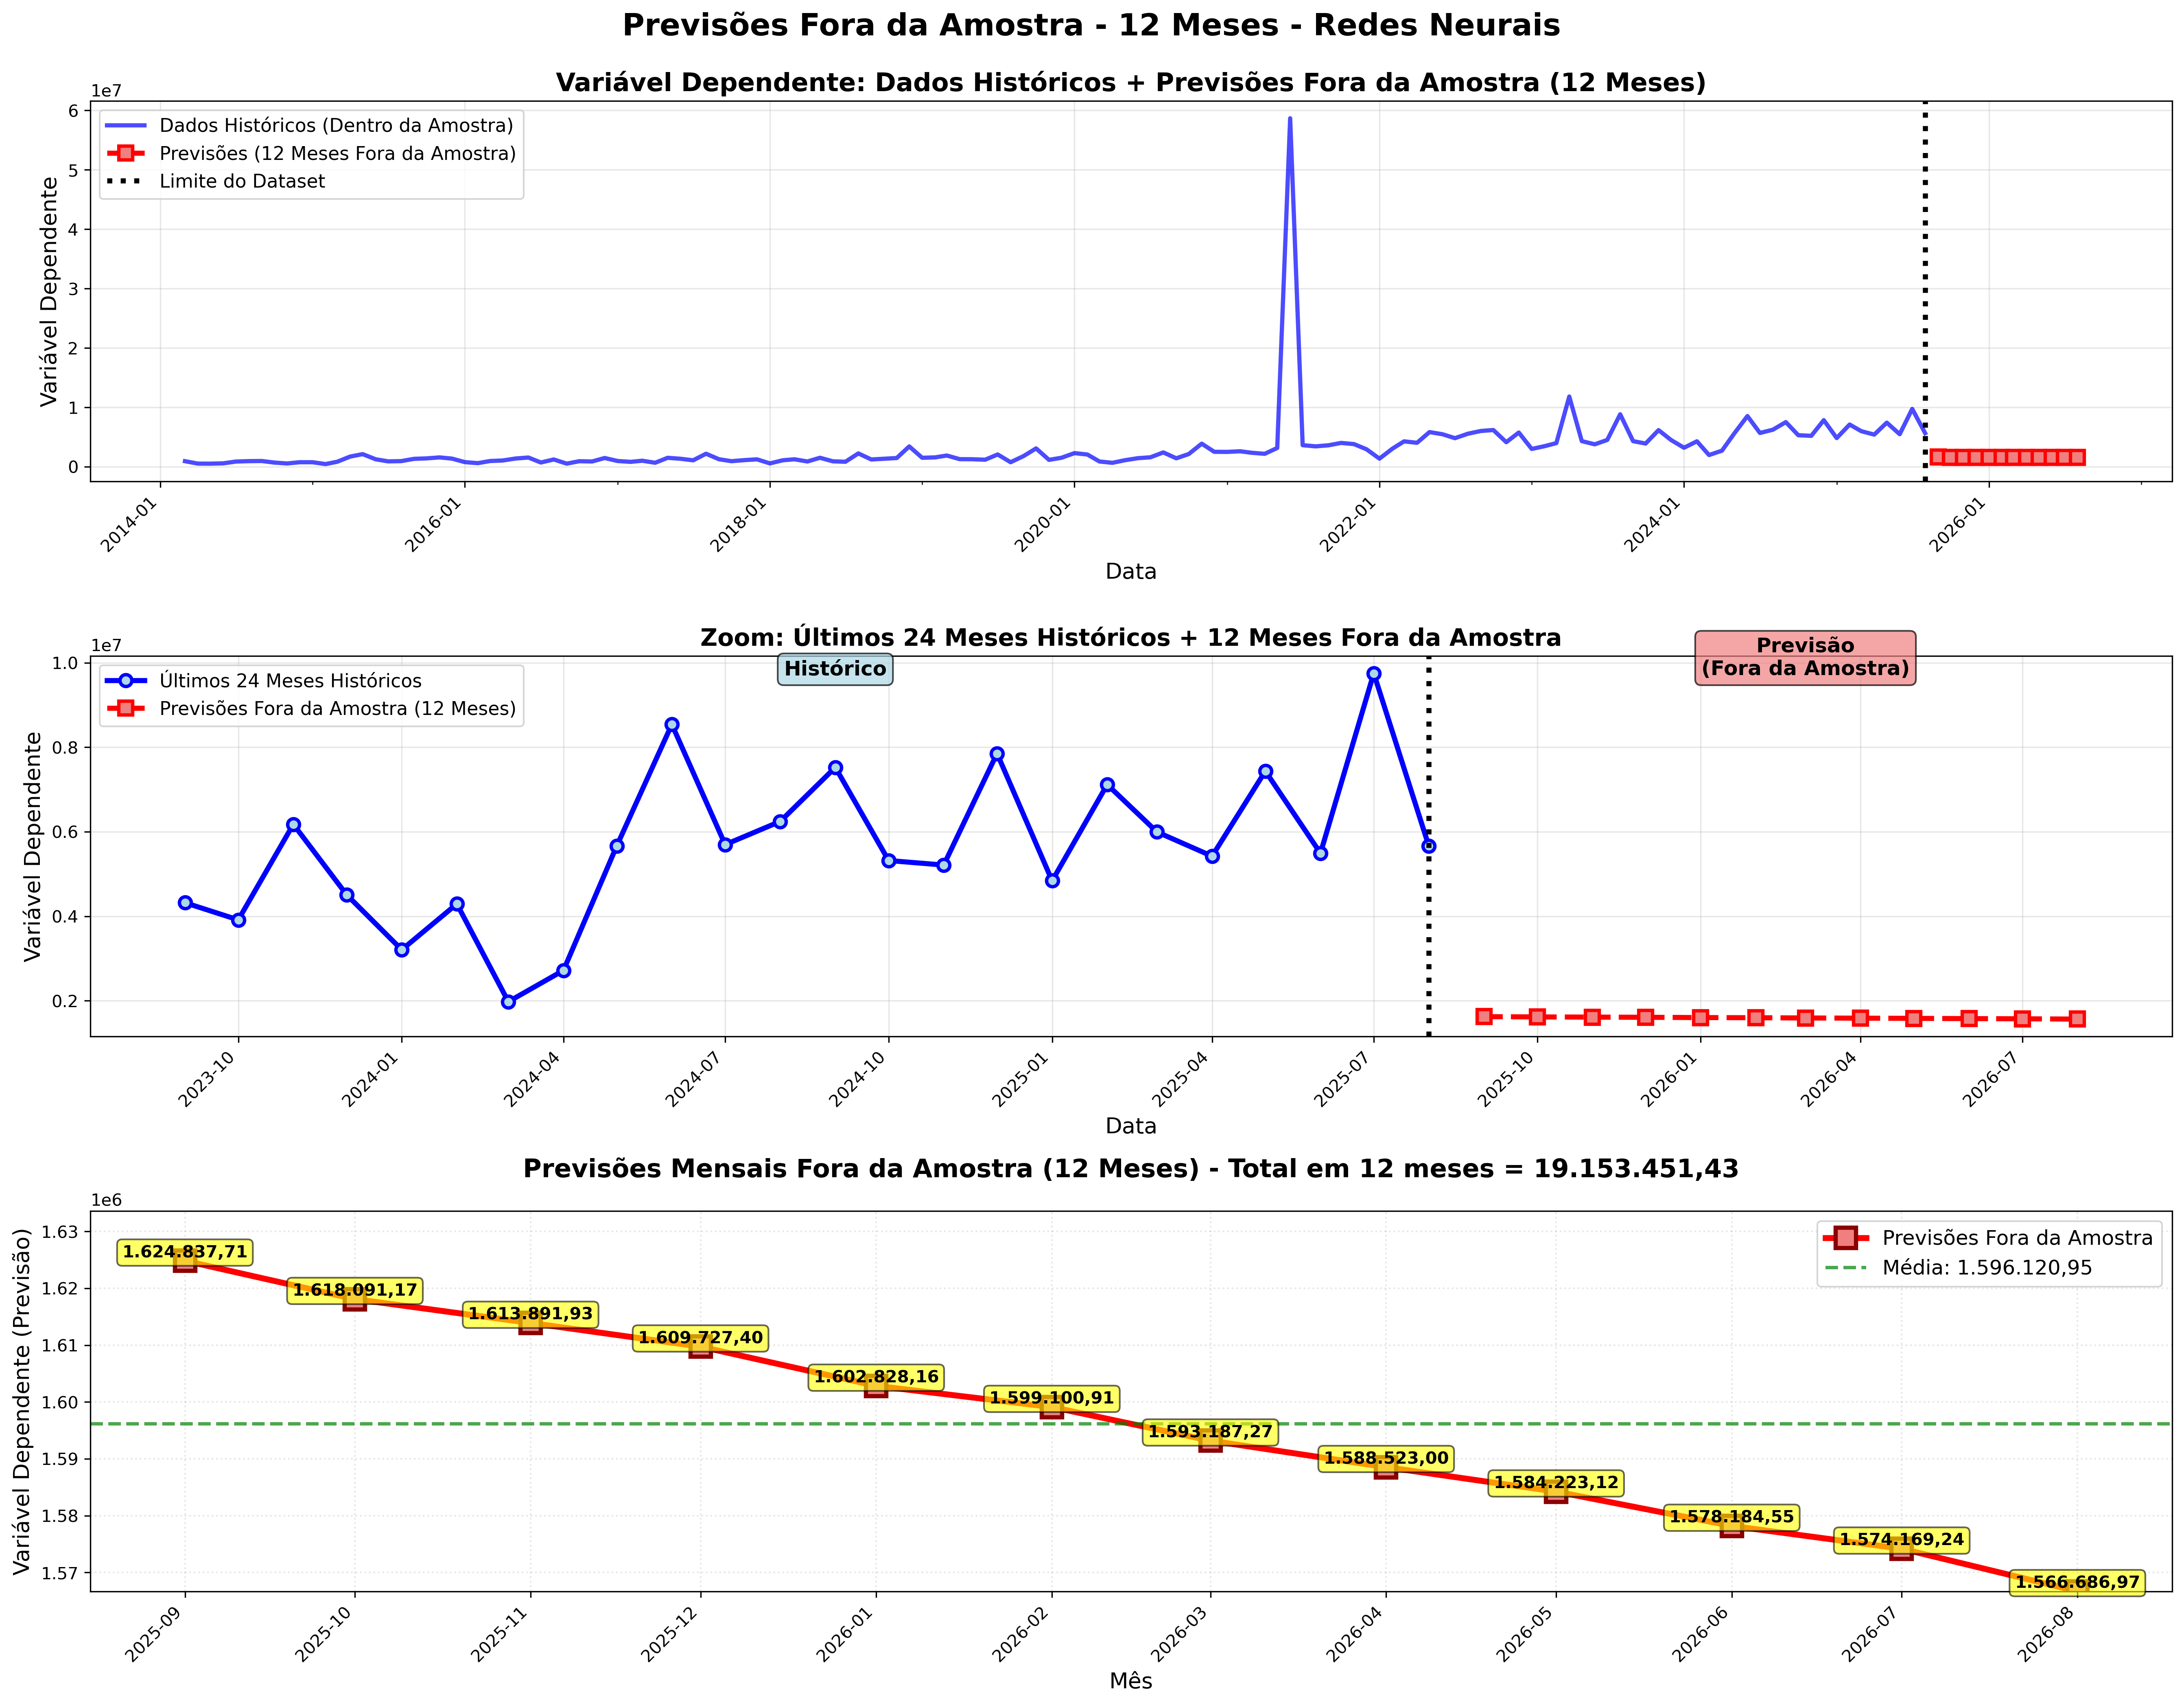 Previsões Fora da Amostra - 12 Meses - Redes Neurais
Variável Dependente: Dados Históricos + Previsões Fora da Amostra (12 Meses)
1e7
6
5
4
3
2
1
0
Variável Dependente
Dados Históricos (Dentro da Amostra)
Previsões (12 Meses Fora da Amostra)
Limite do Dataset
2014-01
2016-01
2018-01
2020-01
2022-01
2024-01
2026-01
Data
Zoom: Últimos 24 Meses Históricos + 12 Meses Fora da Amostra
1e7
1.0
0.8
0.6
0.4
0.2
Variável Dependente
Últimos 24 Meses Históricos
Previsões Fora da Amostra (12 Meses)
Histórico
Previsão
(Fora da Amostra)
2023-10
2024-01
2024-04
2024-07
2024-10
2025-01
2025-04
2025-07
2025-10
2026-01
2026-04
2026-07
Data
Previsões Mensais Fora da Amostra (12 Meses) - Total em 12 meses = 19.153.451,43
1e6
1.63
1.62
1.61
1.60
1.59
1.58
1.57
Variável Dependente (Previsão)
Previsões Fora da Amostra
Média: 1.596.120,95
1.624.837,71
1.618.091,17
1.613.891,93
1.609.727,40
1.602.828,16
1.599.100,91
1.593.187,27
1.588.523,00
1.584.223,12
1.578.184,55
1.574.169,24
1.566.686,97
2025-09
2025-10
2025-11
2025-12
2026-01
2026-02
2026-03
2026-04
2026-05
2026-06
2026-07
2026-08
Mês